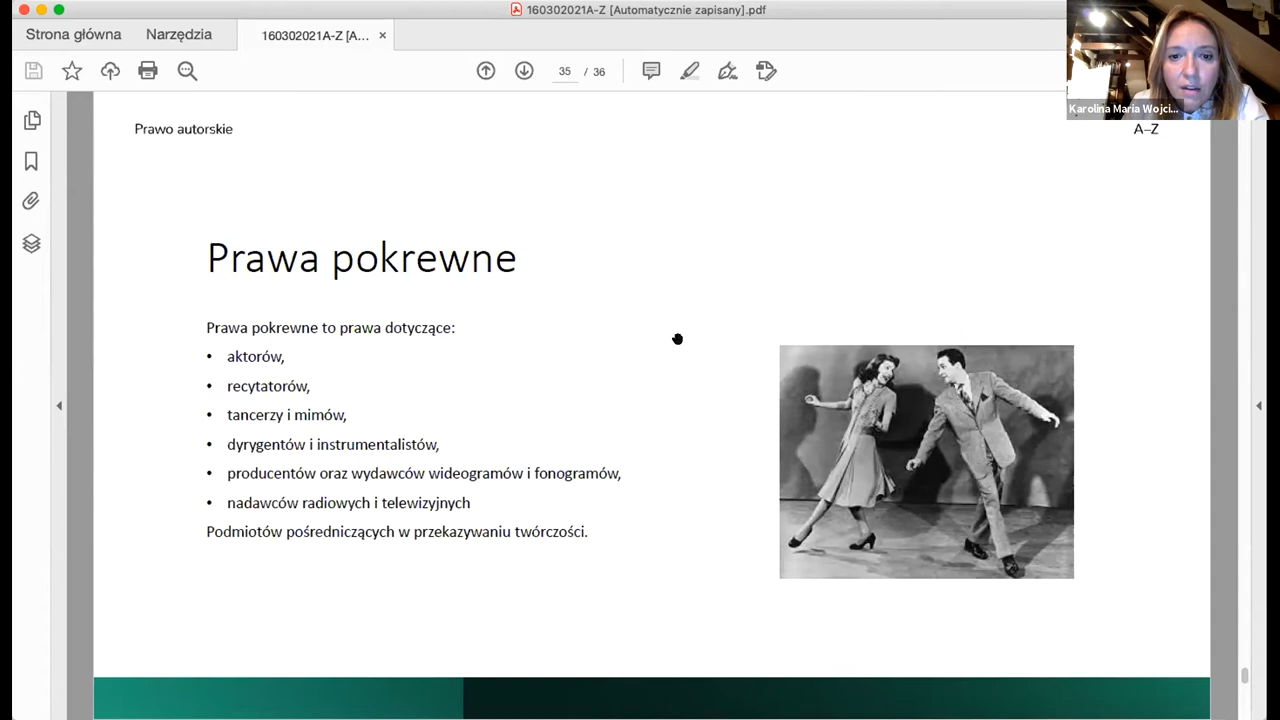 160302021A-Z [Automatycznie zapisany].pdf
Strona główna
Narzędzia
160302021A-Z [A...
35 / 36
Karolina Maria Wojci...
Prawo autorskie
A–Z
Prawa pokrewne
Prawa pokrewne to prawa dotyczące:
• aktorów,
• recytatorów,
• tancerzy i mimów,
• dyrygentów i instrumentalistów,
• producentów oraz wydawców wideogramów i fonogramów,
• nadawców radiowych i telewizyjnych
Podmiotów pośredniczących w przekazywaniu twórczości.